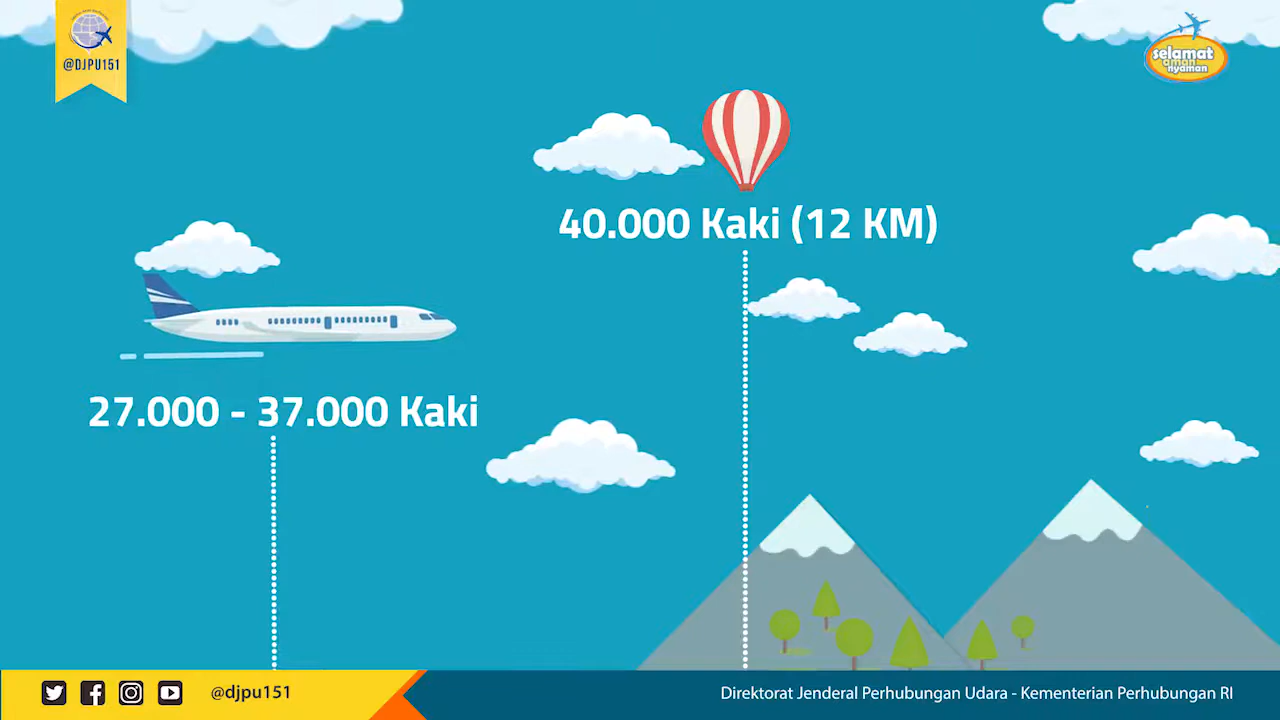 @DJPU151
selamat
aman
nyaman
40.000 Kaki (12 KM)
27.000 - 37.000 Kaki
@djpu151
Direktorat Jenderal Perhubungan Udara - Kementerian Perhubungan RI